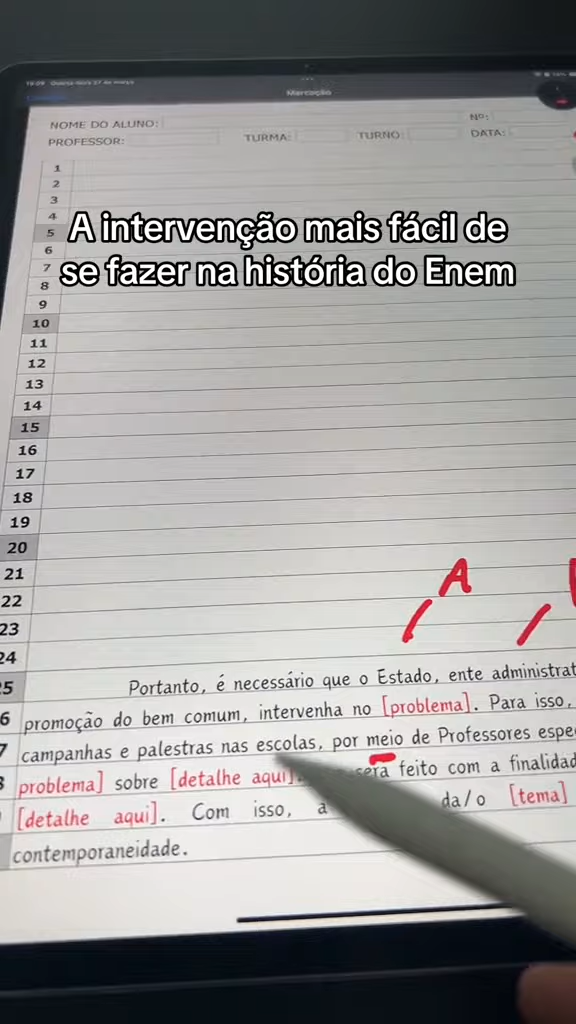 Marcação
NOME DO ALUNO:
Nº:
PROFESSOR:
TURMA:
TURNO:
DATA:
A intervenção mais fácil de
se fazer na história do Enem
1
2
3
4
5
6
7
8
9
10
11
12
13
14
15
16
17
18
19
20
21
22
23
24
A
Portanto, é necessário que o Estado, ente administrat
promoção do bem comum, intervenha no [problema]. Para isso,
campanhas e palestras nas escolas, por meio de Professores espe
problema] sobre [detalhe aqui]. será feito com a finalidad
[detalhe aqui]. Com isso, a da/o [tema]
contemporaneidade.